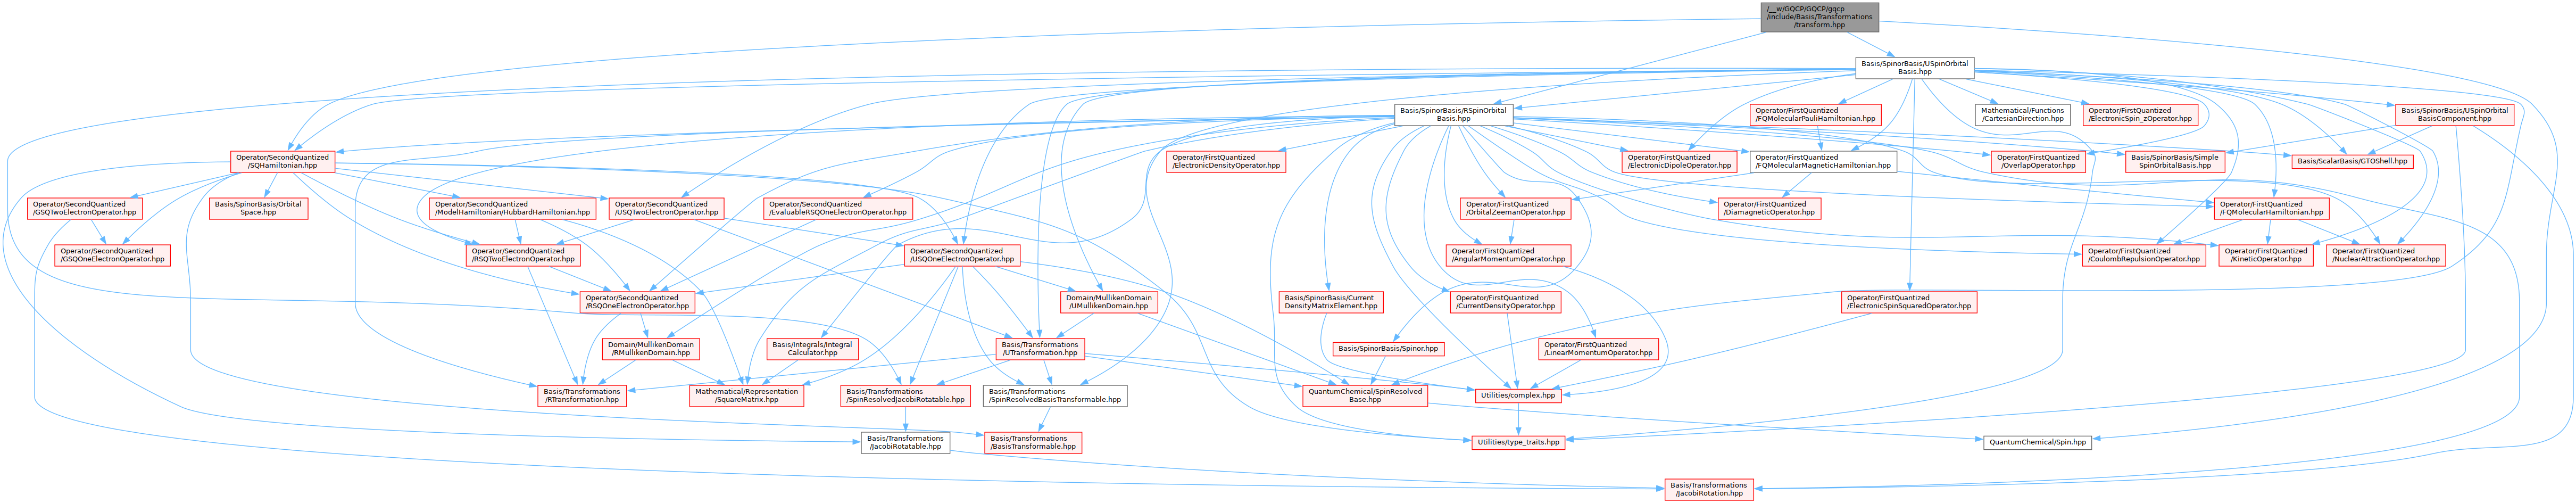 /__w/GQCP/GQCP/gqcp
/include/Basis/Transformations
/transform.hpp
Basis/SpinorBasis/USpinOrbital
Basis.hpp
Basis/SpinorBasis/RSpinOrbital
Basis.hpp
Operator/FirstQuantized
/FQMolecularPauliHamiltonian.hpp
Mathematical/Functions
/CartesianDirection.hpp
Operator/FirstQuantized
/ElectronicSpin_zOperator.hpp
Basis/SpinorBasis/USpinOrbital
BasisComponent.hpp
Operator/SecondQuantized
/SQHamiltonian.hpp
Operator/FirstQuantized
/ElectronicDensityOperator.hpp
Operator/FirstQuantized
/ElectronicDipoleOperator.hpp
Operator/FirstQuantized
/FQMolecularMagneticHamiltonian.hpp
Operator/FirstQuantized
/OverlapOperator.hpp
Basis/SpinorBasis/Simple
SpinOrbitalBasis.hpp
Basis/ScalarBasis/GTOShell.hpp
Operator/SecondQuantized
/GSQTwoElectronOperator.hpp
Basis/SpinorBasis/Orbital
Space.hpp
Operator/SecondQuantized
/ModelHamiltonian/HubbardHamiltonian.hpp
Operator/SecondQuantized
/USQTwoElectronOperator.hpp
Operator/SecondQuantized
/EvaluableRSQOneElectronOperator.hpp
Operator/FirstQuantized
/OrbitalZeemanOperator.hpp
Operator/FirstQuantized
/DiamagneticOperator.hpp
Operator/FirstQuantized
/FQMolecularHamiltonian.hpp
Operator/SecondQuantized
/GSQOneElectronOperator.hpp
Operator/SecondQuantized
/RSQTwoElectronOperator.hpp
Operator/SecondQuantized
/USQOneElectronOperator.hpp
Operator/FirstQuantized
/AngularMomentumOperator.hpp
Operator/FirstQuantized
/CoulombRepulsionOperator.hpp
Operator/FirstQuantized
/KineticOperator.hpp
Operator/FirstQuantized
/NuclearAttractionOperator.hpp
Operator/SecondQuantized
/RSQOneElectronOperator.hpp
Domain/MullikenDomain
/UMullikenDomain.hpp
Basis/SpinorBasis/Current
DensityMatrixElement.hpp
Operator/FirstQuantized
/CurrentDensityOperator.hpp
Operator/FirstQuantized
/ElectronicSpinSquaredOperator.hpp
Domain/MullikenDomain
/RMullikenDomain.hpp
Basis/Integrals/Integral
Calculator.hpp
Basis/Transformations
/UTransformation.hpp
Basis/SpinorBasis/Spinor.hpp
Operator/FirstQuantized
/LinearMomentumOperator.hpp
Basis/Transformations
/RTransformation.hpp
Mathematical/Representation
/SquareMatrix.hpp
Basis/Transformations
/SpinResolvedJacobiRotatable.hpp
Basis/Transformations
/SpinResolvedBasisTransformable.hpp
QuantumChemical/SpinResolved
Base.hpp
Utilities/complex.hpp
Basis/Transformations
/JacobiRotatable.hpp
Basis/Transformations
/BasisTransformable.hpp
Utilities/type_traits.hpp
QuantumChemical/Spin.hpp
Basis/Transformations
/JacobiRotation.hpp